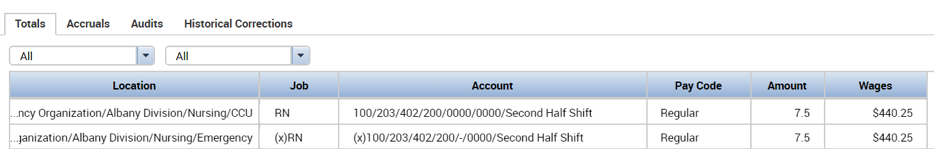 Totals Accruals Audits Historical Corrections
All All
Location Job Account Pay Code Amount Wages
...ncy Organization/Albany Division/Nursing/CCU RN 100/203/402/200/0000/0000/Second Half Shift Regular 7.5 $440.25
...ganization/Albany Division/Nursing/Emergency (x)RN (x)100/203/402/200/-/0000/Second Half Shift Regular 7.5 $440.25